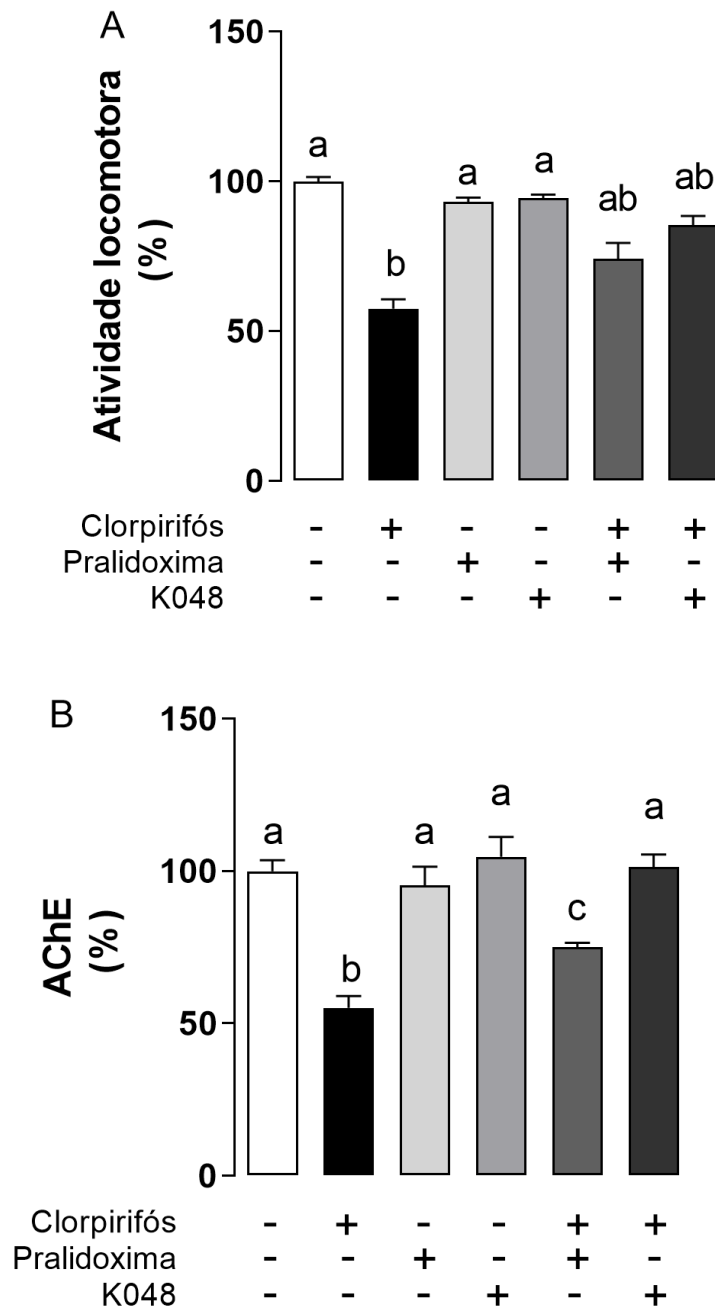 A
150
100
50
0
Atividade locomotora
(%)
a
b
a
a
ab
ab
Clorpirifós - + - - + +
Pralidoxima - - + - + -
K048 - - - + - +
B
150
100
50
0
AChE
(%)
a
b
a
a
c
a
Clorpirifós - + - - + +
Pralidoxima - - + - + -
K048 - - - + - +